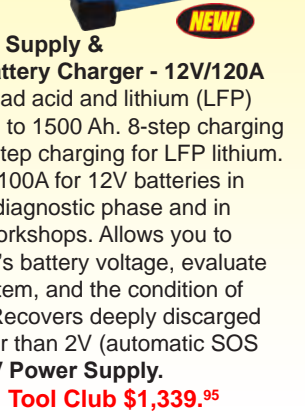 NEW!
Supply &
ttery Charger - 12V/120A
ad acid and lithium (LFP)
to 1500 Ah. 8-step charging
tep charging for LFP lithium.
100A for 12V batteries in
diagnostic phase and in
orkshops. Allows you to
's battery voltage, evaluate
tem, and the condition of
Recovers deeply discarged
r than 2V (automatic SOS
Power Supply.
Tool Club $1,339.95